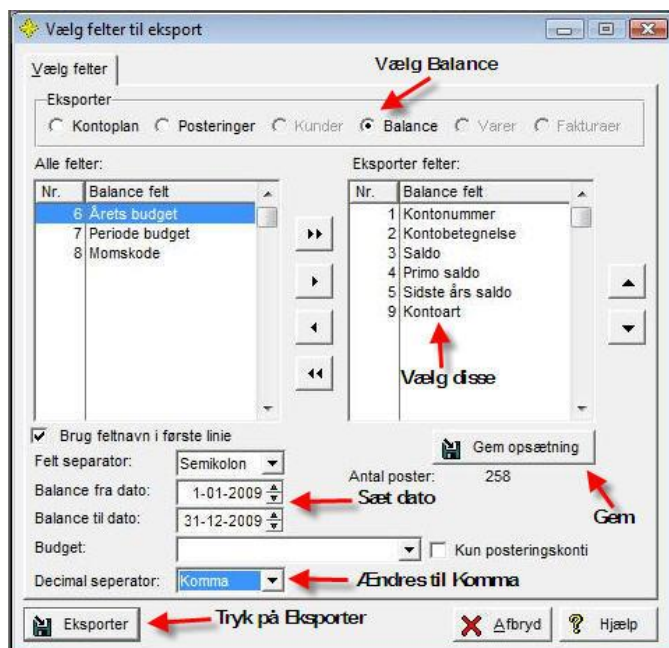 Vælg felter til eksport
Vælg felter
Vælg Balance
Eksporter
Kontoplan Posteringer Kunder Balance Varer Fakturaer
Alle felter: Eksporter felter:
Nr. Balance felt Nr. Balance felt
6 Årets budget 1 Kontonummer
7 Periode budget 2 Kontobetegnelse
8 Momskode 3 Saldo
4 Primo saldo
5 Sidste års saldo
9 Kontoart
Vælg disse
Brug feltnavn i første linie
Gem opsætning
Felt separator: Semikolon
Antal poster: 258
Balance fra dato: 1-01-2009
Sæt dato
Balance til dato: 31-12-2009
Gem
Budget: Kun posteringskonti
Decimal seperator: Komma Ændres til Komma
Eksporter Tryk på Eksporter Afbryd Hjælp